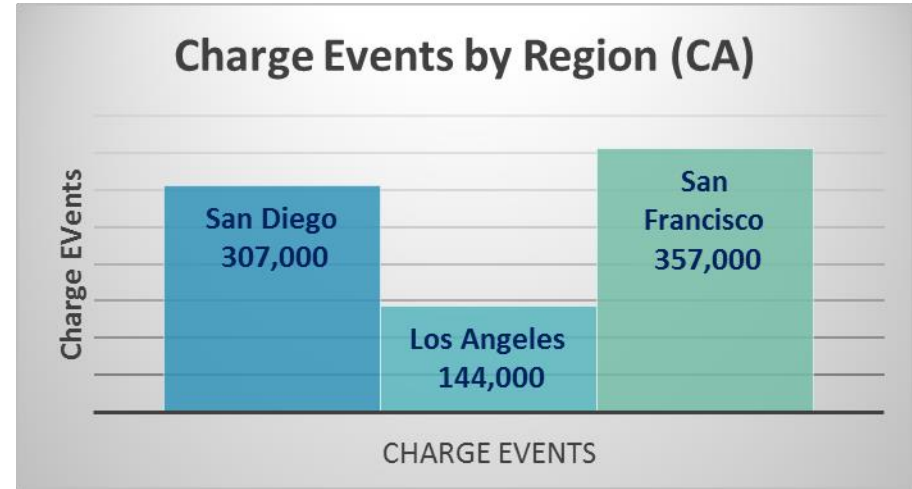 Charge Events by Region (CA)
Charge EVents
San Diego
307,000
Los Angeles
144,000
San
Francisco
357,000
CHARGE EVENTS